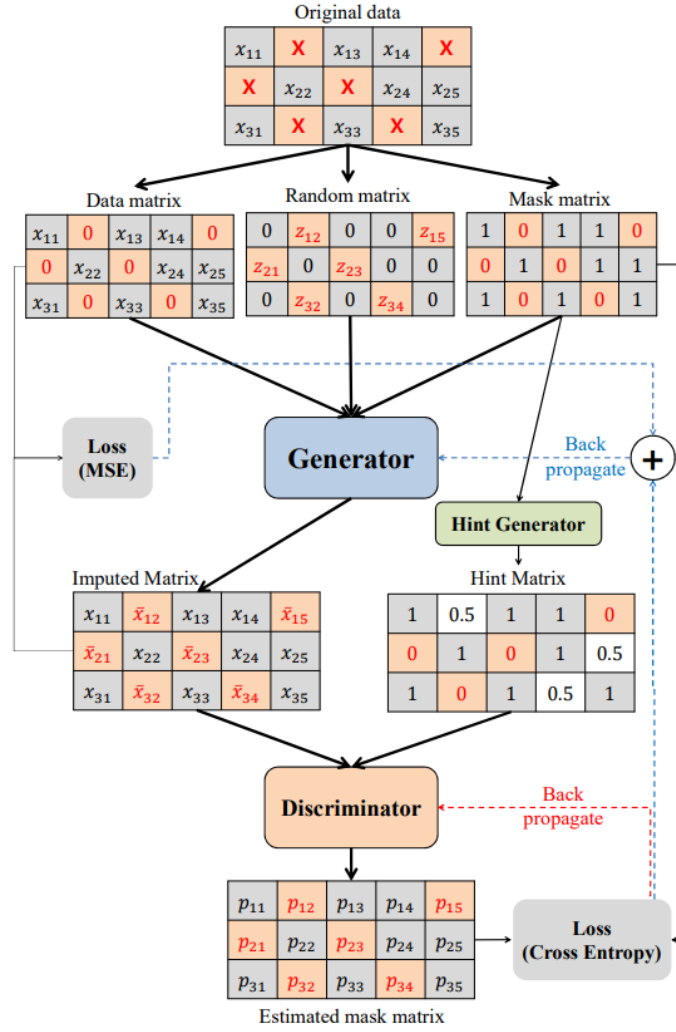 Original data
x₁₁ X x₁₃ x₁₄ X
X x₂₂ X x₂₄ x₂₅
x₃₁ X x₃₃ X x₃₅
Data matrix
x₁₁ 0 x₁₃ x₁₄ 0
0 x₂₂ 0 x₂₄ x₂₅
x₃₁ 0 x₃₃ 0 x₃₅
Random matrix
0 z₁₂ 0 0 z₁₅
z₂₁ 0 z₂₃ 0 0
0 z₃₂ 0 z₃₄ 0
Mask matrix
1 0 1 1 0
0 1 0 1 1
1 0 1 0 1
Loss
(MSE)
Generator
Back
propagate
+
Hint Generator
Imputed Matrix
x₁₁ x̄₁₂ x₁₃ x₁₄ x̄₁₅
x̄₂₁ x₂₂ x̄₂₃ x₂₄ x₂₅
x₃₁ x̄₃₂ x₃₃ x̄₃₄ x₃₅
Hint Matrix
1 0.5 1 1 0
0 1 0 1 0.5
1 0 1 0.5 1
Discriminator
Back
propagate
p₁₁ p₁₂ p₁₃ p₁₄ p₁₅
p₂₁ p₂₂ p₂₃ p₂₄ p₂₅
p₃₁ p₃₂ p₃₃ p₃₄ p₃₅
Loss
(Cross Entropy)
Estimated mask matrix